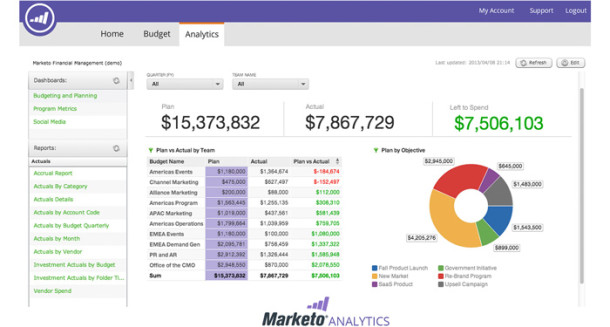 My Account Support Logout
Home Budget Analytics
Marketo Financial Management (demo)
Last updated: 2013/04/08 21:14 Refresh Edit
Dashboards:
Budgeting and Planning
Program Metrics
Social Media
Reports:
Actuals
Accrual Report
Actuals By Category
Actuals Details
Actuals by Account Code
Actuals by Budget Quarterly
Actuals by Month
Actuals by Vendor
Investment Actuals by Budget
Investment Actuals by Folder Ti...
Vendor Spend
QUARTER (FY) TEAM NAME
All All
Plan Actual Left to Spend
$15,373,832 $7,867,729 $7,506,103
Plan vs Actual by Team
Budget Name Plan Actual Plan vs Actual
Americas Events $1,180,000 $1,364,674 $-184,674
Channel Marketing $475,000 $627,497 $-152,497
Alliance Marketing $200,000 $88,000 $112,000
Americas Program $1,563,445 $1,255,135 $308,310
APAC Marketing $1,019,000 $437,561 $581,439
Americas Operations $1,799,664 $1,039,959 $759,705
EMEA Events $1,180,000 $100,000 $1,080,000
EMEA Demand Gen $2,095,781 $758,459 $1,337,322
PR and AR $2,912,392 $1,326,444 $1,585,948
Office of the CMO $2,948,550 $870,000 $2,078,550
Sum $15,373,832 $7,867,729 $7,506,103
Plan by Objective
$2,945,000
$645,000
$1,483,000
$1,543,500
$899,000
$4,205,276
Fall Product Launch Government Initiative
New Market Re-Brand Program
SaaS Product Upsell Campaign
Marketo ANALYTICS